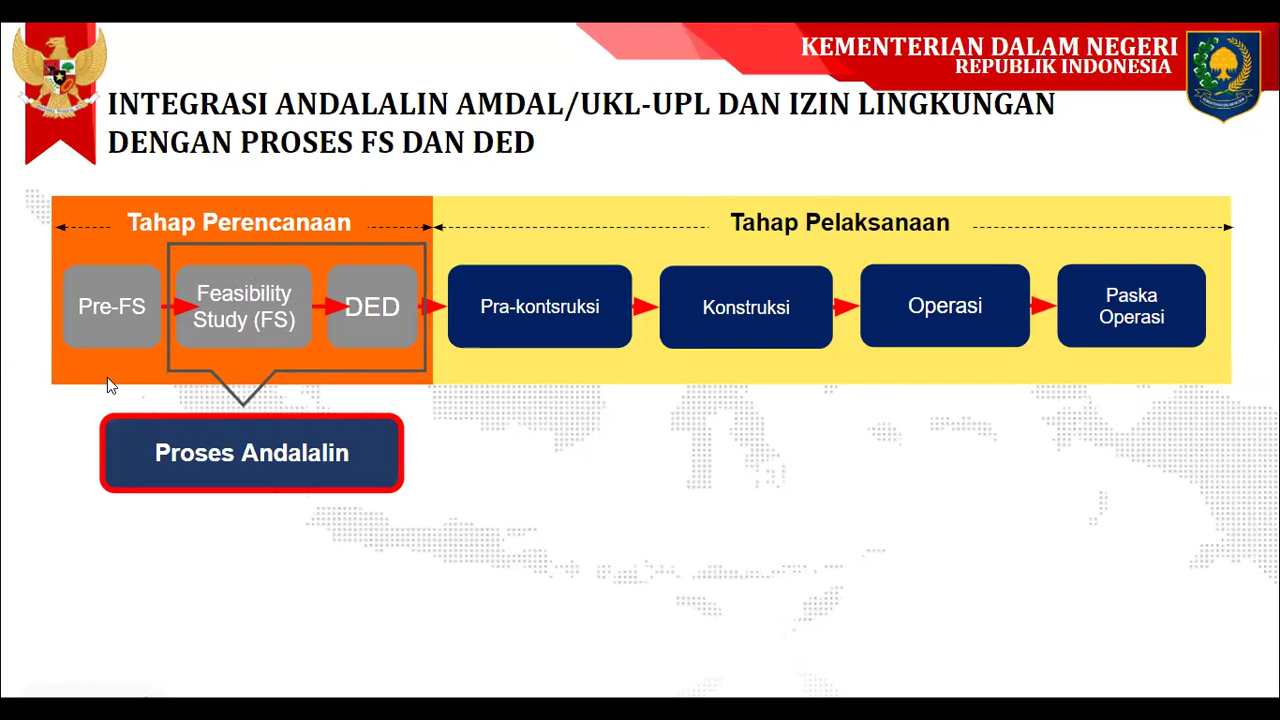 KEMENTERIAN DALAM NEGERI
REPUBLIK INDONESIA
INTEGRASI ANDALALIN AMDAL/UKL-UPL DAN IZIN LINGKUNGAN
DENGAN PROSES FS DAN DED
Tahap Perencanaan
Tahap Pelaksanaan
Pre-FS
Feasibility
Study (FS)
DED
Pra-kontsruksi
Konstruksi
Operasi
Paska
Operasi
Proses Andalalin